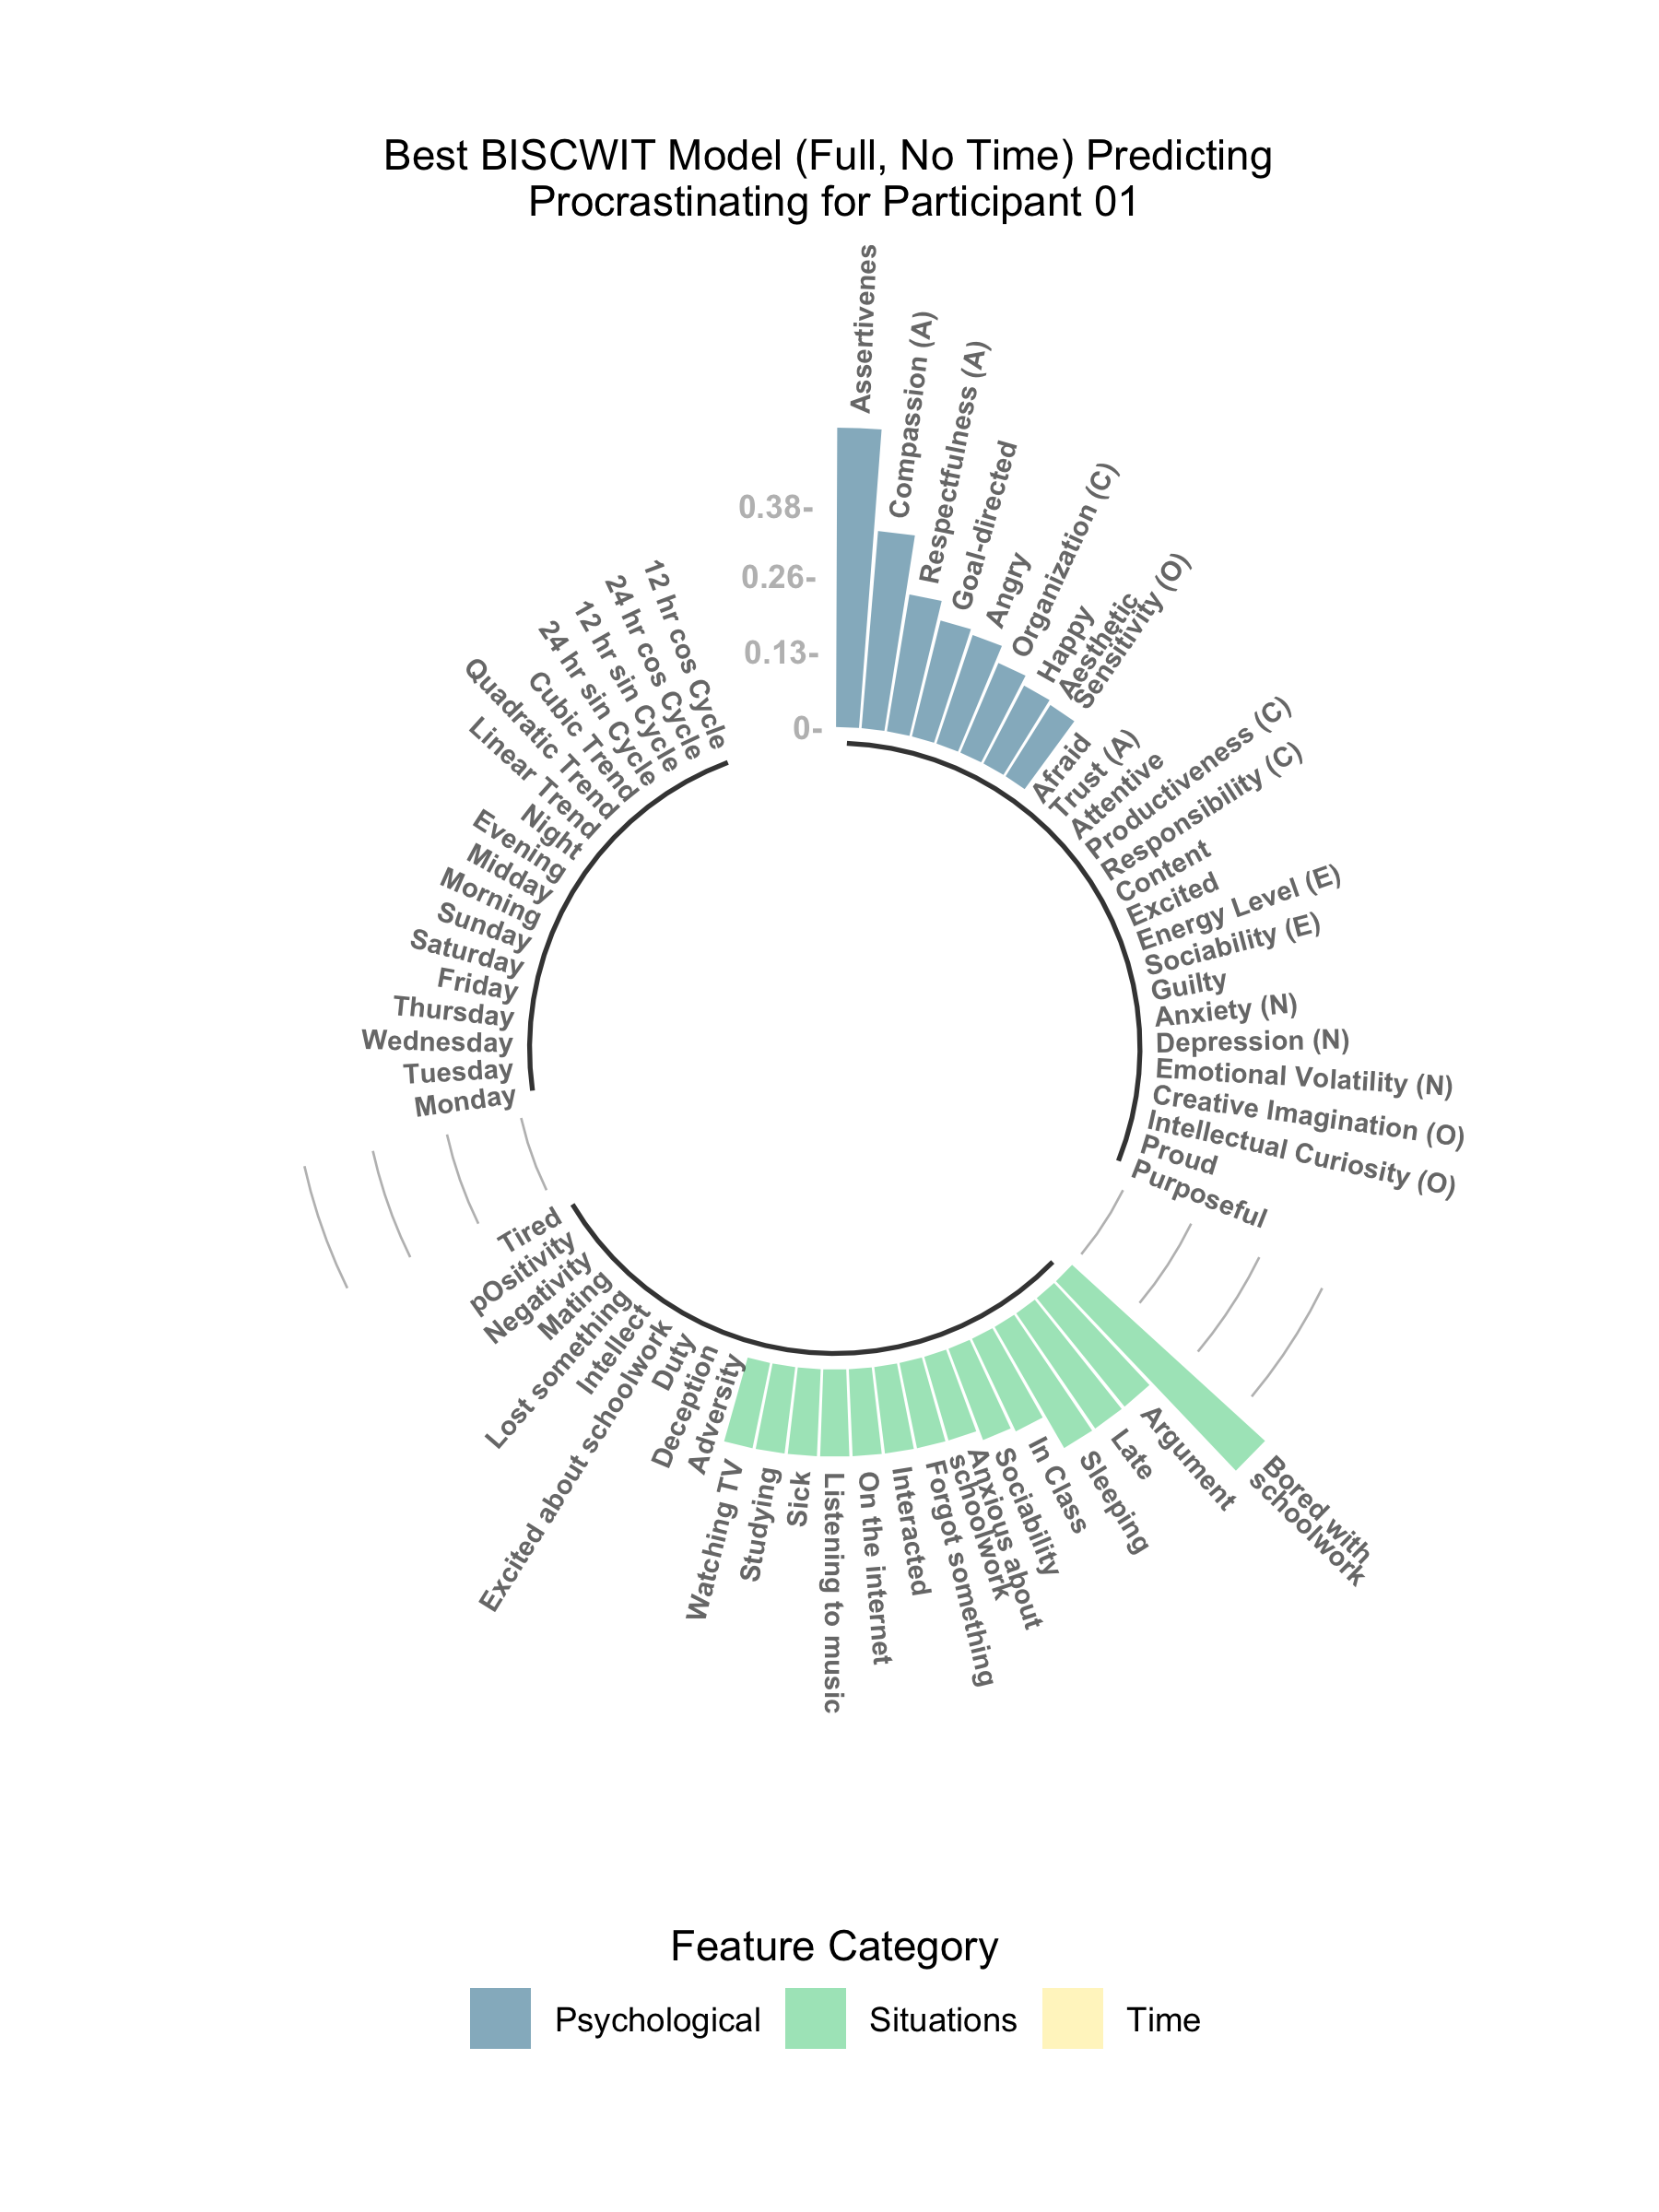 Best BISCWIT Model (Full, No Time) Predicting
Procrastinating for Participant 01
0.38-
0.26-
0.13-
0-
Assertivenes
Compassion (A)
Respectfulness (A)
Goal-directed
Angry
Organization (C)
Happy
Aesthetic
Sensitivity (O)
Afraid
Trust (A)
Attentive
Productiveness (C)
Responsibility (C)
Content
Excited
Energy Level (E)
Sociability (E)
Guilty
Anxiety (N)
Depression (N)
Emotional Volatility (N)
Creative Imagination (O)
Intellectual Curiosity (O)
Proud
Purposeful
Bored with
schoolwork
Argument
Late
Sleeping
In Class
Sociability
Anxious about
schoolwork
Forgot something
Interacted
On the internet
Listening to music
Sick
Studying
Watching TV
Adversity
Deception
Duty
Excited about schoolwork
Intellect
Lost something
Mating
Negativity
pOsitivity
Tired
Monday
Tuesday
Wednesday
Thursday
Friday
Saturday
Sunday
Morning
Midday
Evening
Night
Linear Trend
Quadratic Trend
Cubic Trend
24 hr sin Cycle
12 hr sin Cycle
24 hr cos Cycle
12 hr cos Cycle
Feature Category
Psychological
Situations
Time